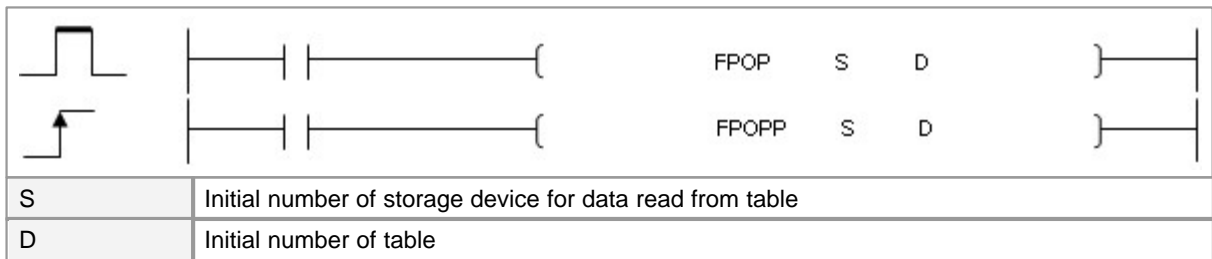 FPOP S D
FPOPP S D
S Initial number of storage device for data read from table
D Initial number of table